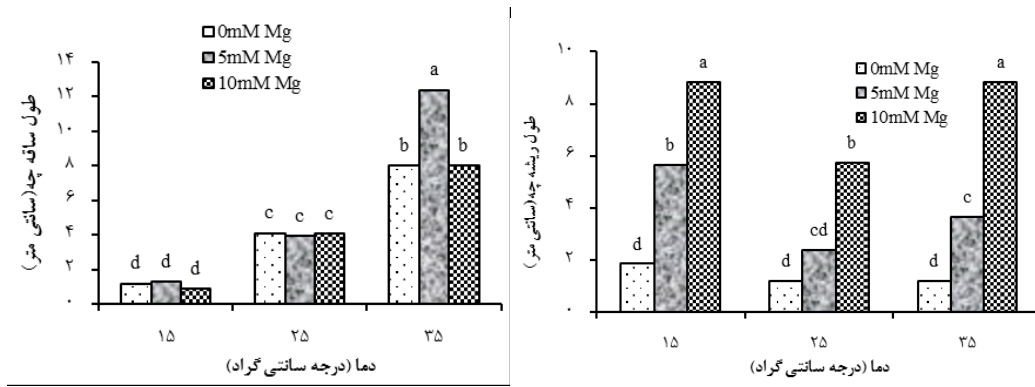 0mM Mg
5mM Mg
10mM Mg
۱۴
۱۲
۱۰
۸
۶
۴
۲
۰
طول ساقه چه(سانتی متر)
d d d
c c c
b a b
۱۵ ۲۵ ۳۵
دما (درجه سانتی گراد)
0mM Mg
5mM Mg
10mM Mg
۱۰
۸
۶
۴
۲
۰
طول ریشه چه(سانتی متر)
d b a
d cd b
d c a
۱۵ ۲۵ ۳۵
دما (درجه سانتی گراد)